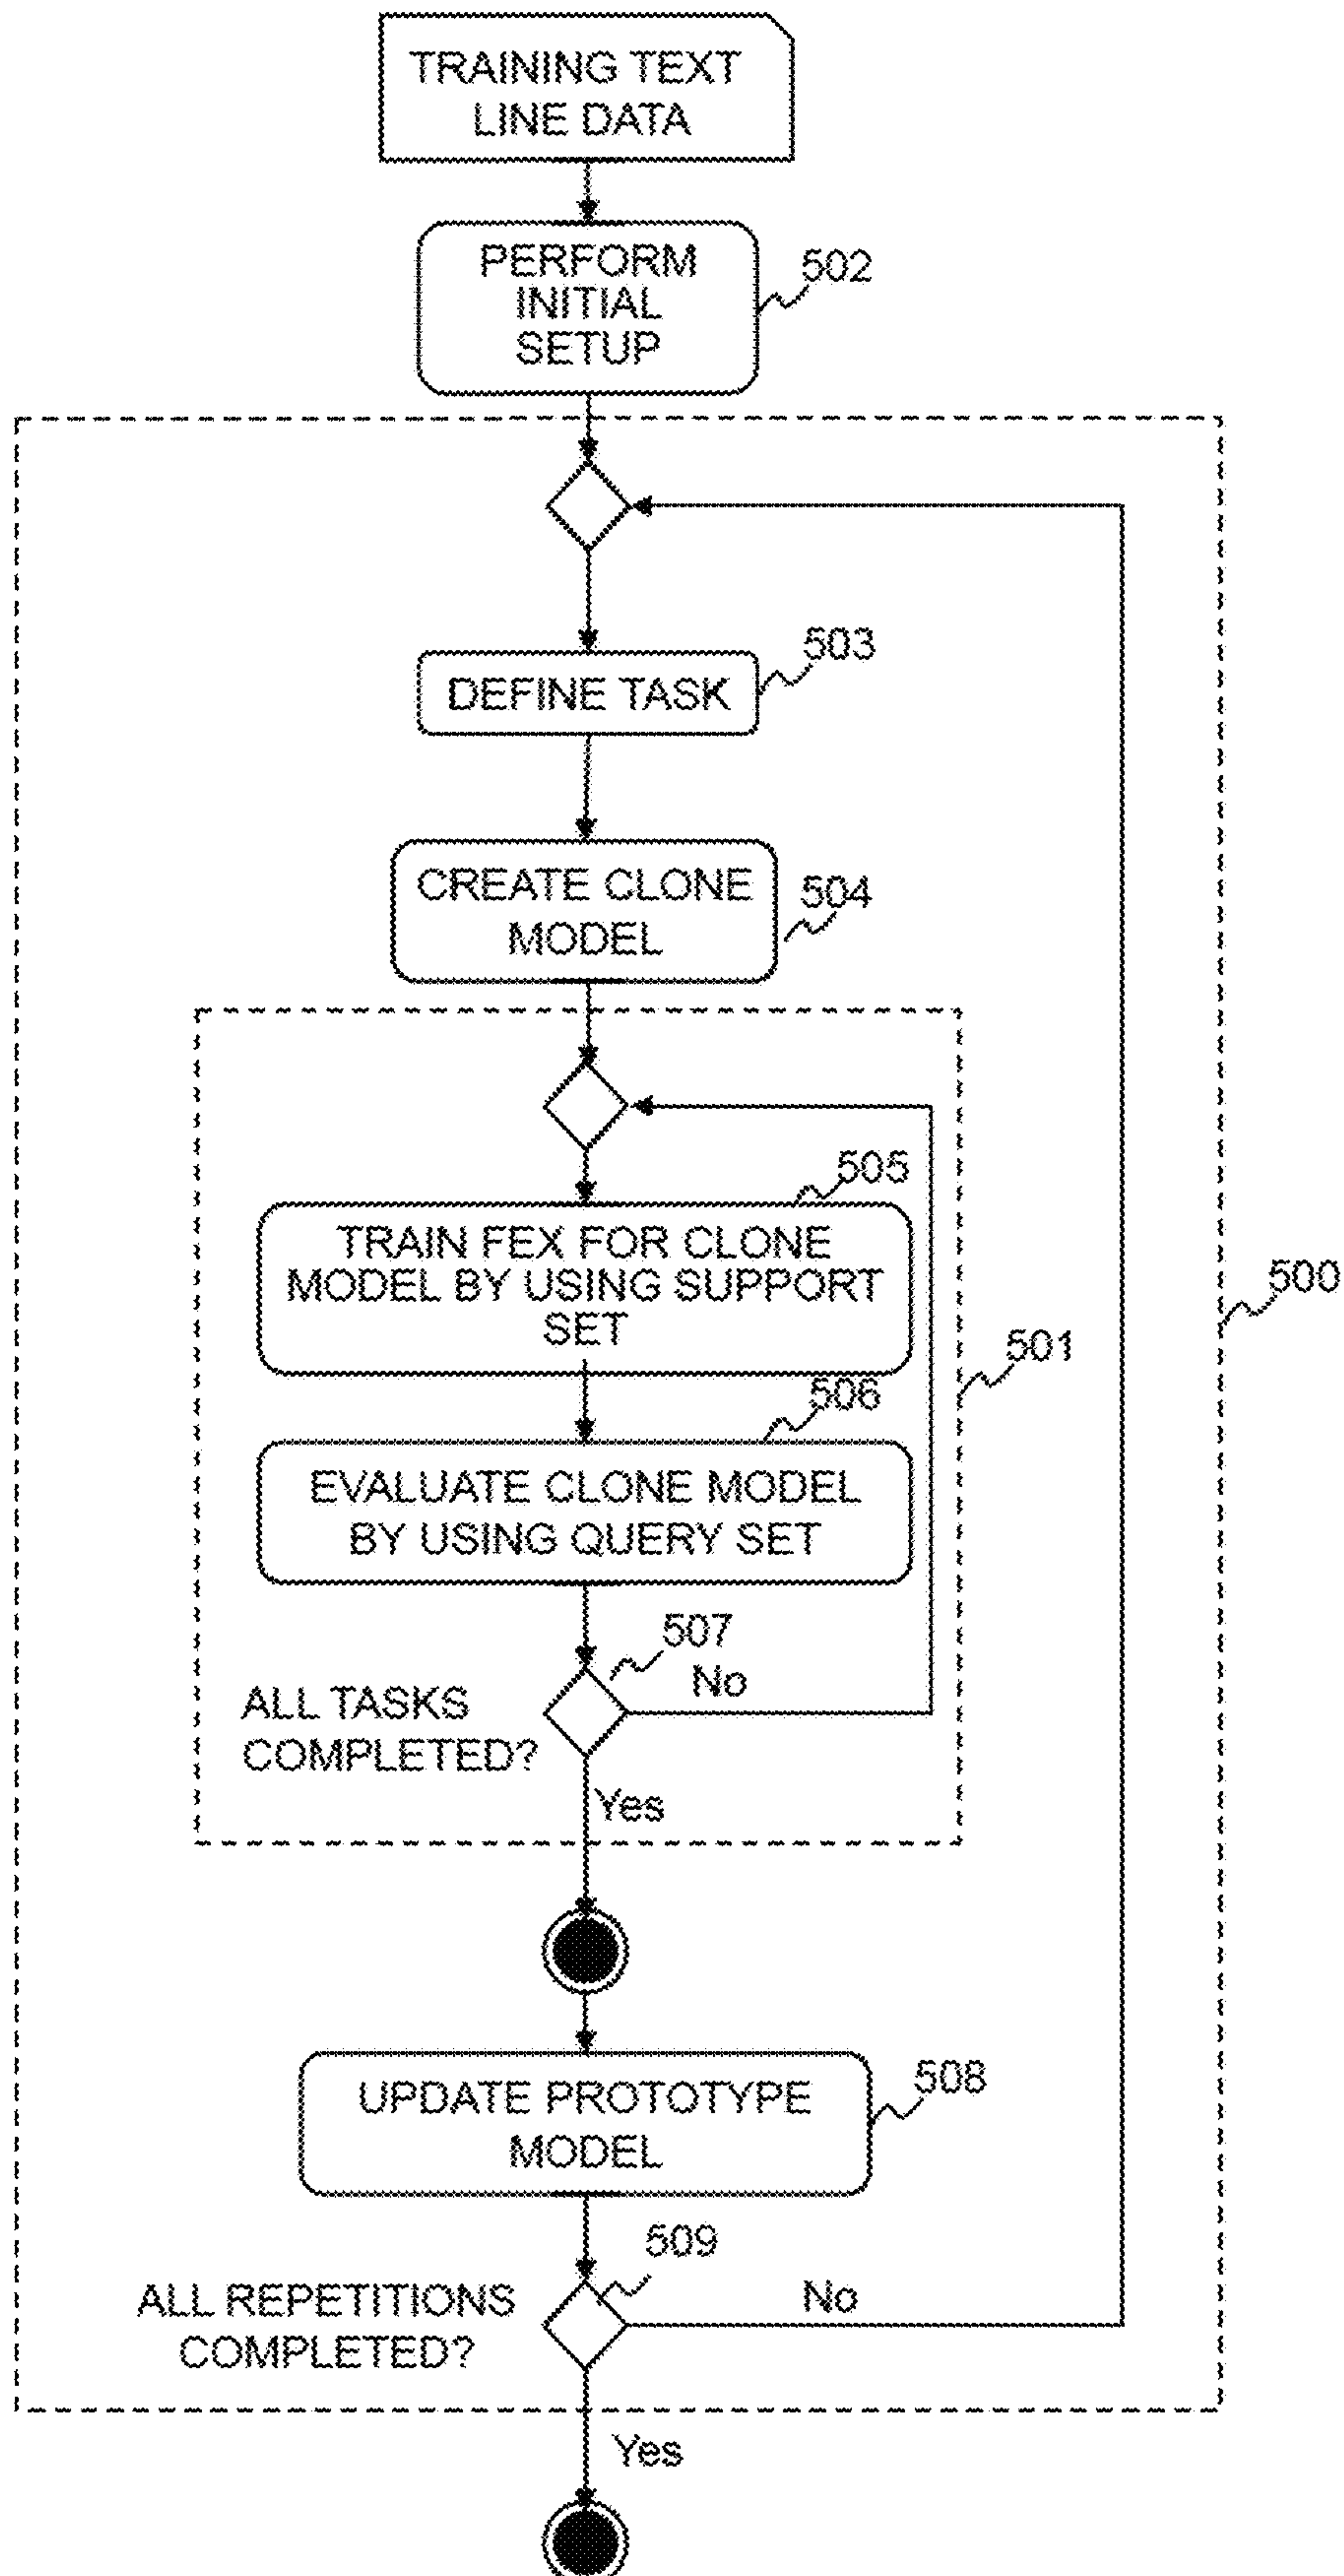 TRAINING TEXT
LINE DATA
PERFORM
INITIAL
SETUP
502
503
DEFINE TASK
CREATE CLONE
MODEL
504
505
TRAIN FEX FOR CLONE
MODEL BY USING SUPPORT
SET
500
501
506
EVALUATE CLONE MODEL
BY USING QUERY SET
507
No
ALL TASKS
COMPLETED?
Yes
UPDATE PROTOTYPE
MODEL
508
509
ALL REPETITIONS
COMPLETED?
No
Yes